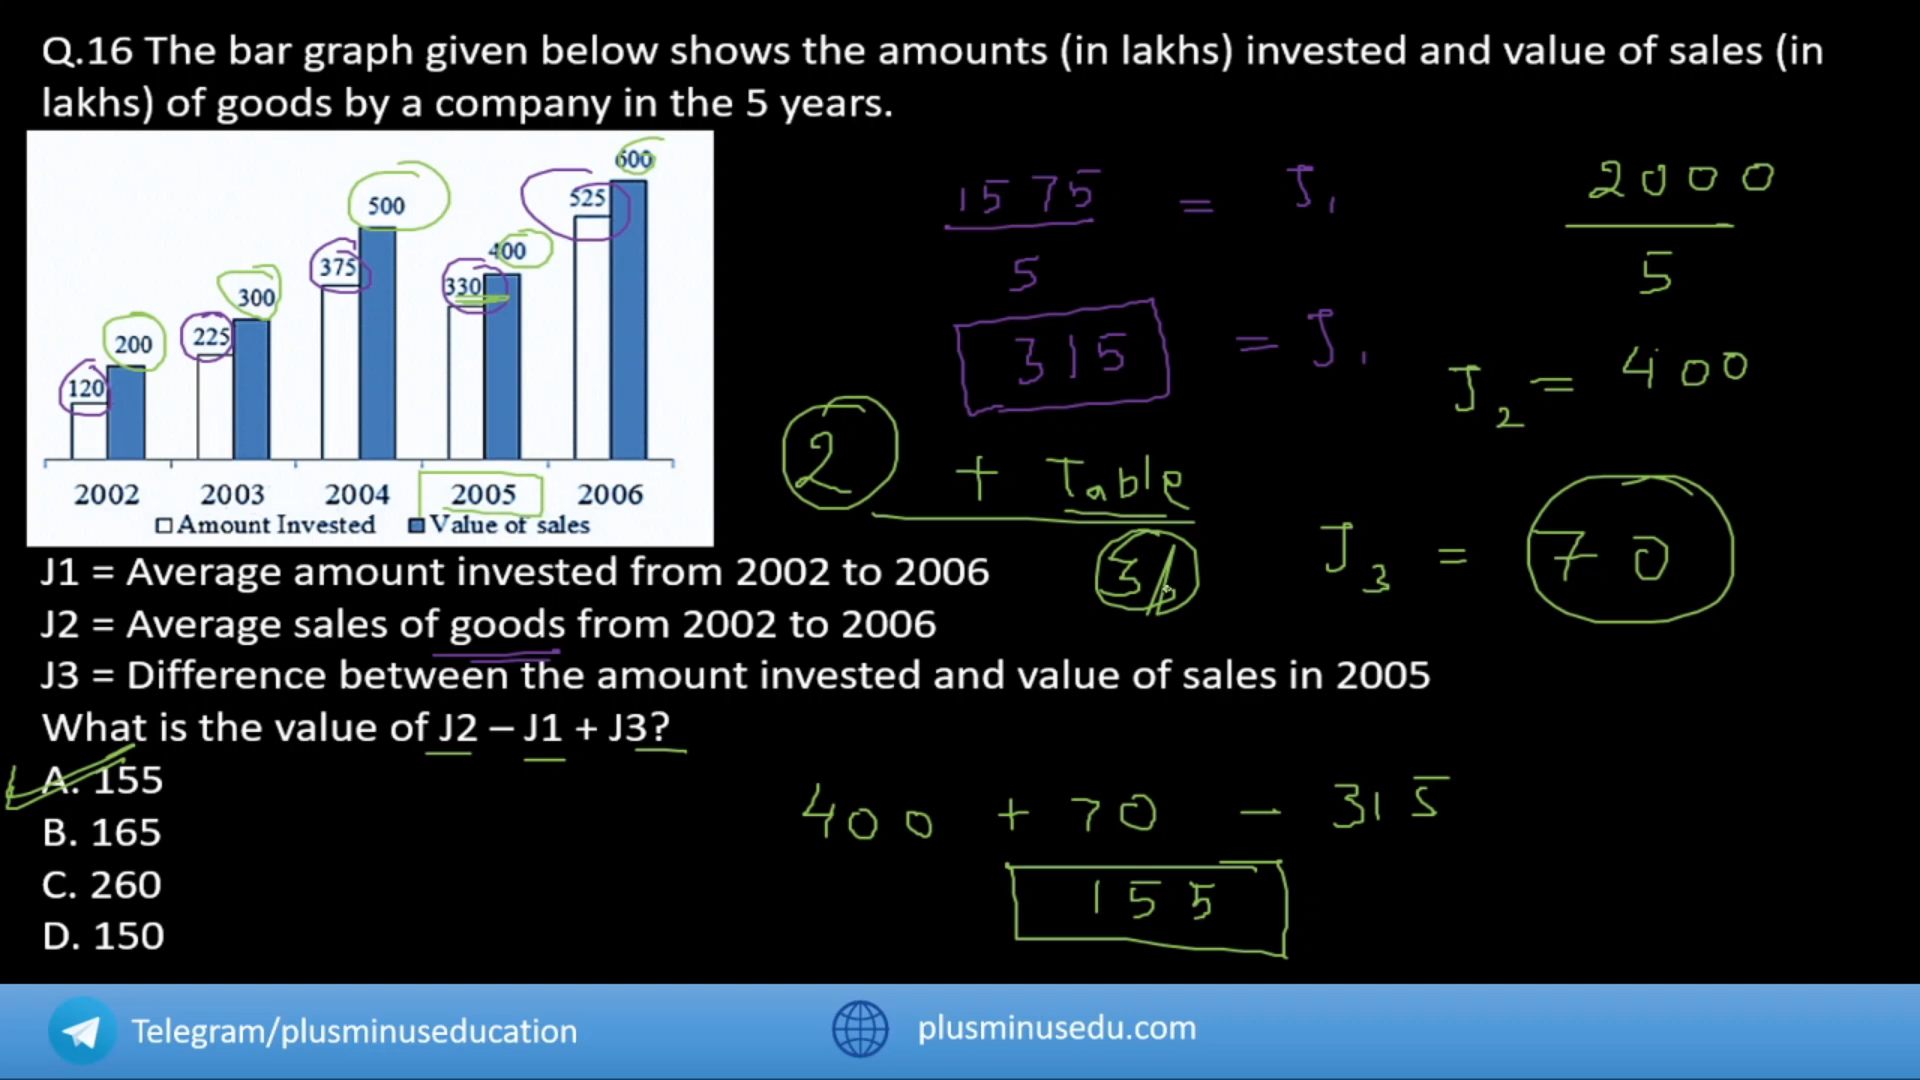 Q.16 The bar graph given below shows the amounts (in lakhs) invested and value of sales (in
lakhs) of goods by a company in the 5 years.
600
525
500
400
375
330
300
225
200
120
2002 2003 2004 2005 2006
Amount Invested Value of sales
1575
5
= J1
315 = J1
2000
5
J2 = 400
2 + Table
3
J3 = 70
J1 = Average amount invested from 2002 to 2006
J2 = Average sales of goods from 2002 to 2006
J3 = Difference between the amount invested and value of sales in 2005
What is the value of J2 – J1 + J3?
A. 155
B. 165
C. 260
D. 150
400 + 70 – 315
155
Telegram/plusminuseducation
plusminusedu.com